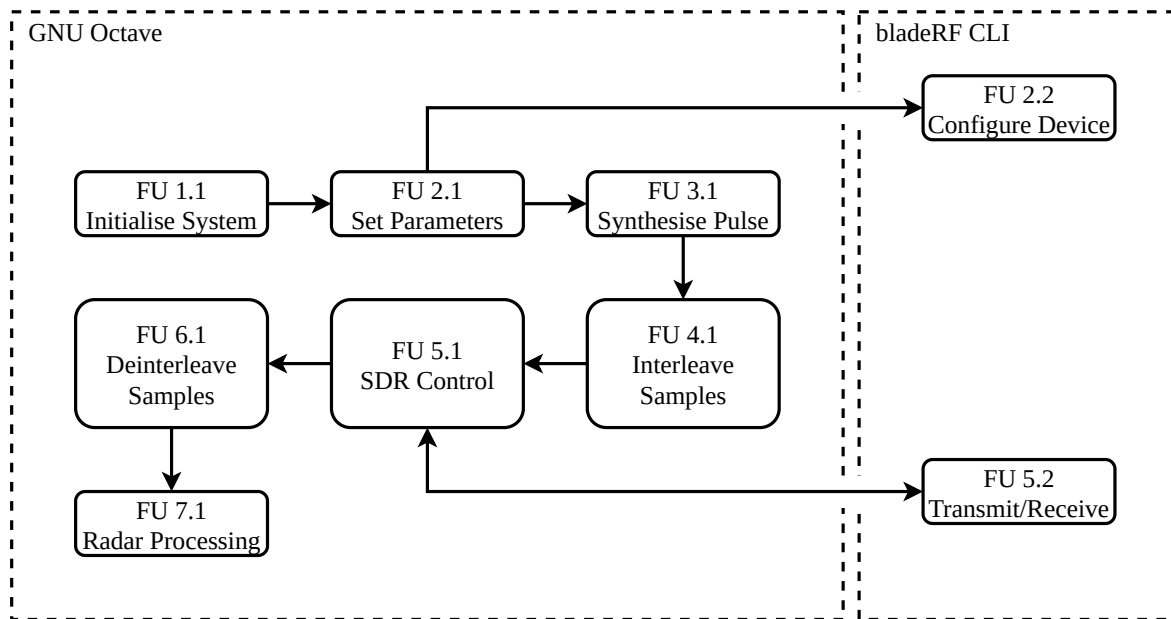 GNU Octave
bladeRF CLI
FU 2.2
Configure Device
FU 1.1
Initialise System
FU 2.1
Set Parameters
FU 3.1
Synthesise Pulse
FU 6.1
Deinterleave
Samples
FU 5.1
SDR Control
FU 4.1
Interleave
Samples
FU 7.1
Radar Processing
FU 5.2
Transmit/Receive